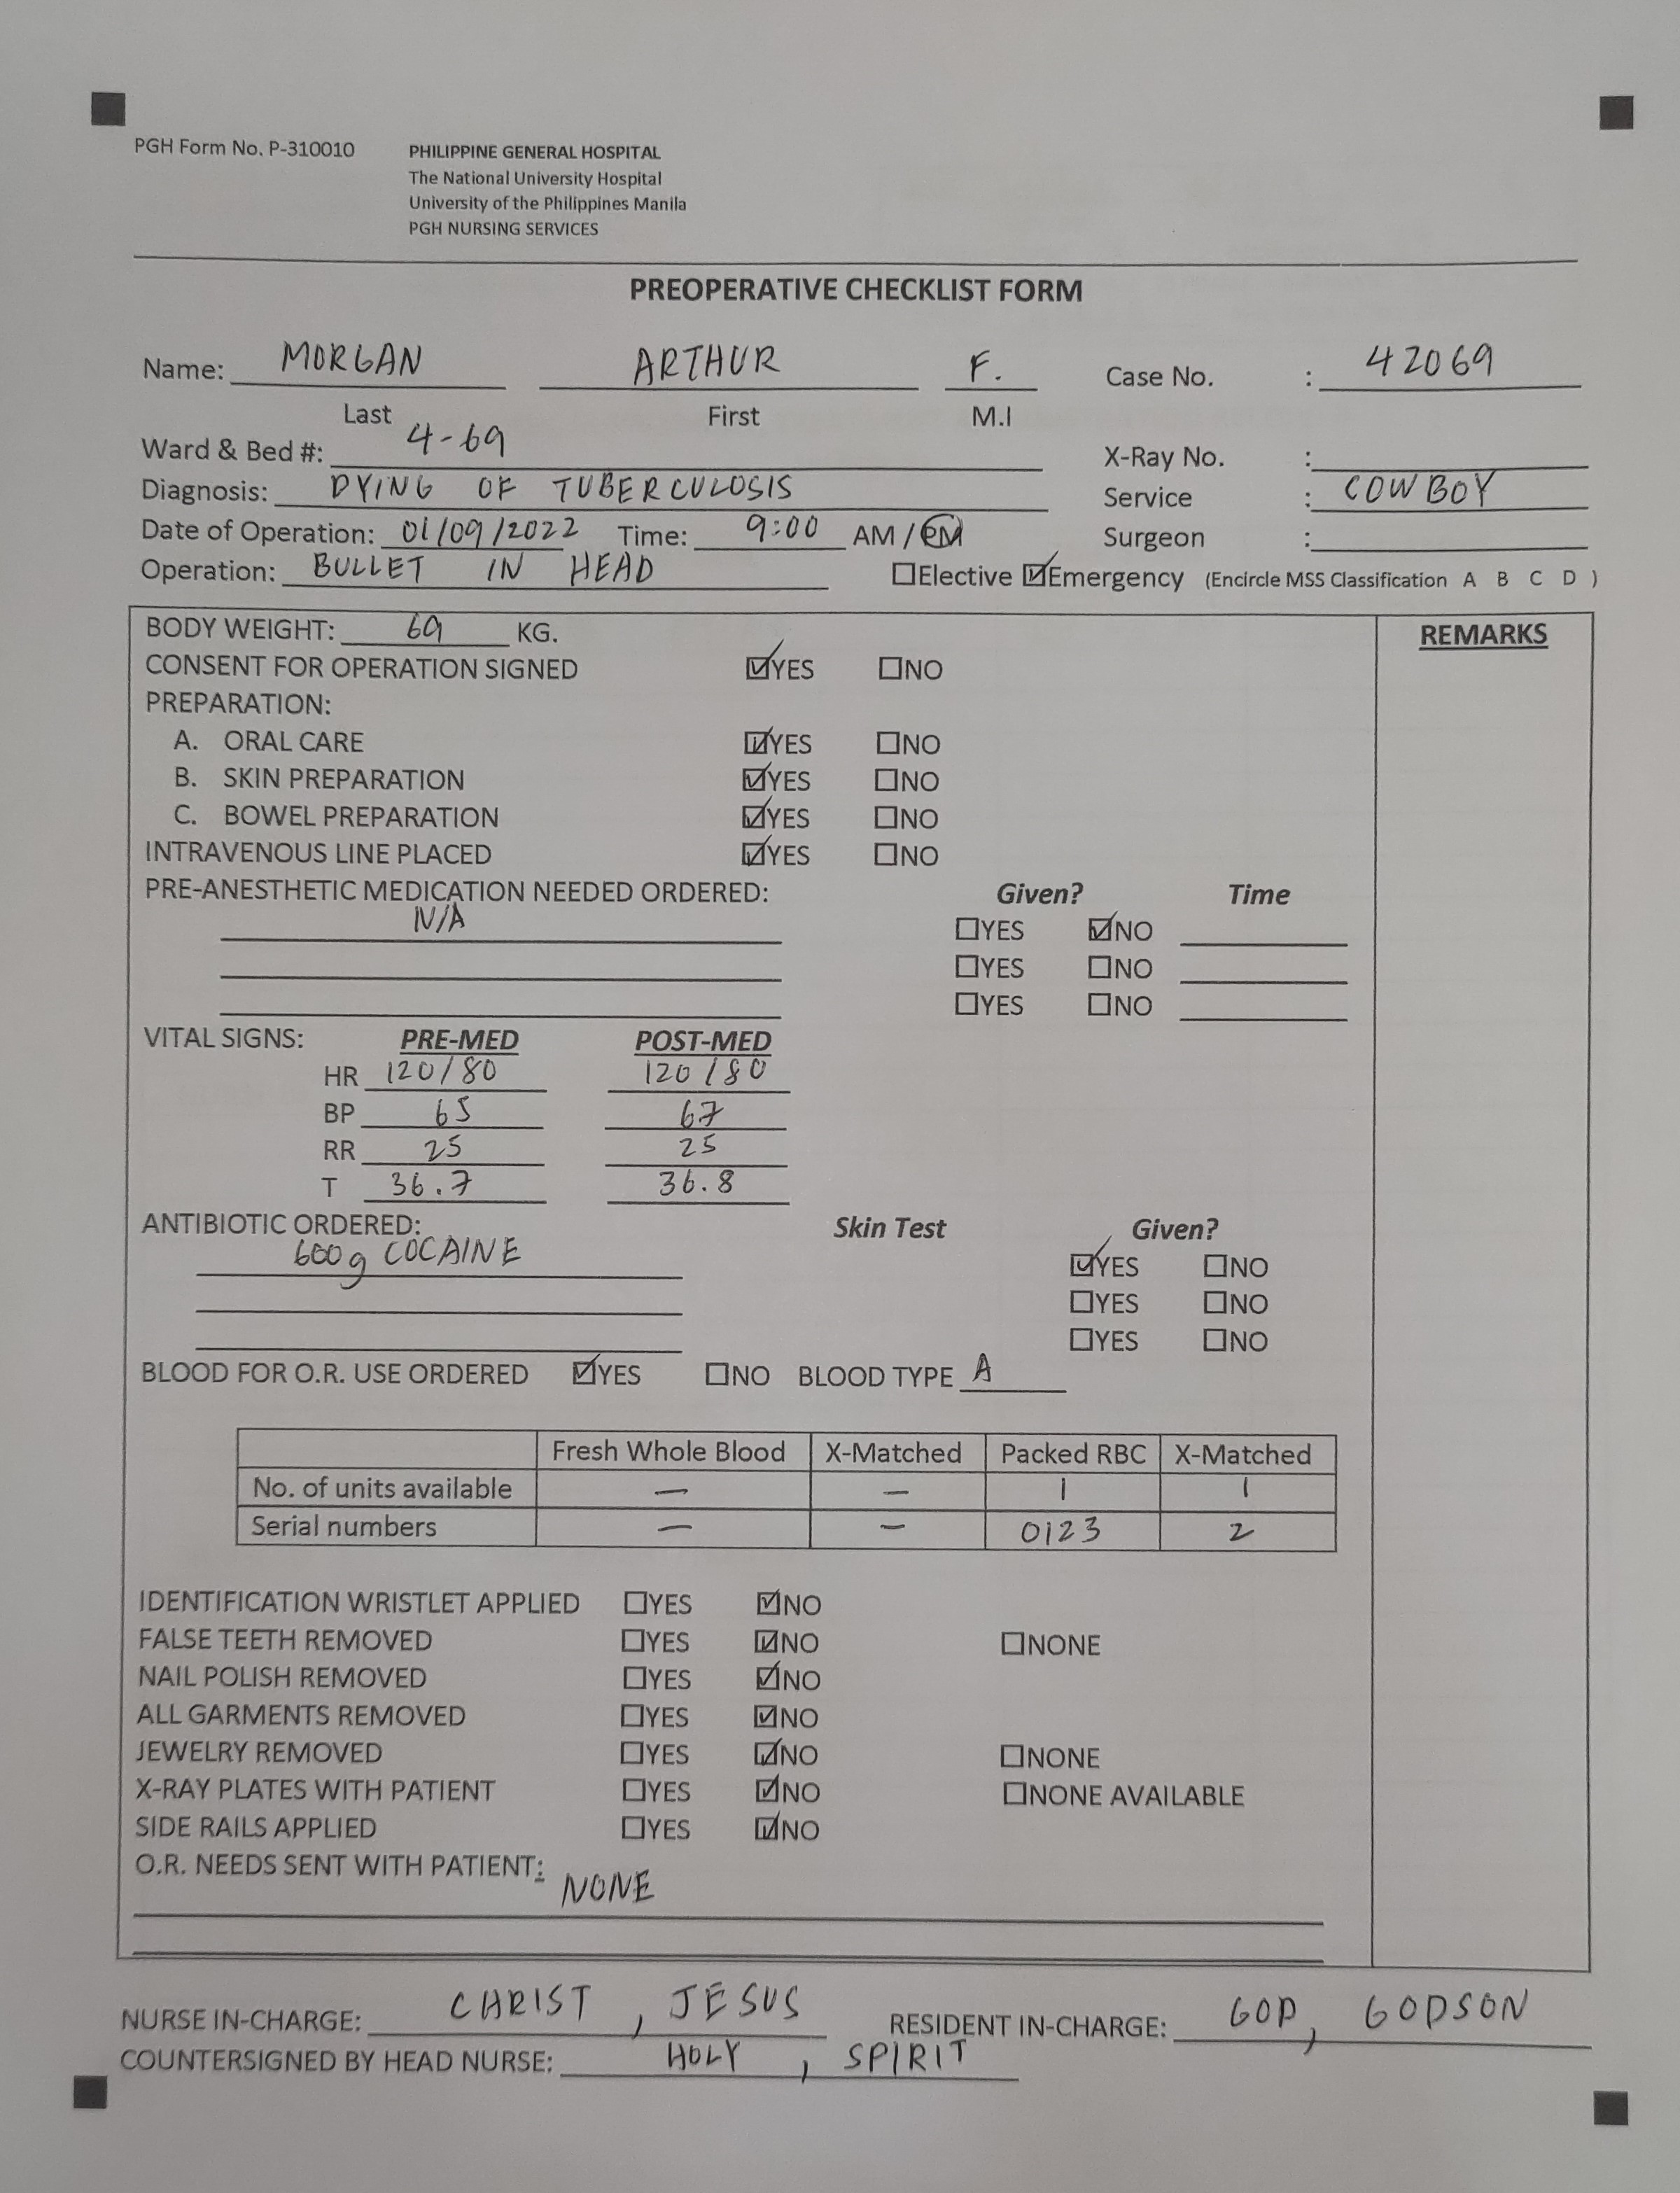 PGH Form No. P-310010 PHILIPPINE GENERAL HOSPITAL
The National University Hospital
University of the Philippines Manila
PGH NURSING SERVICES
PREOPERATIVE CHECKLIST FORM
Name: MORGAN ARTHUR F. Case No. : 42069
Last First M.I
Ward & Bed #: 4-69 X-Ray No. :
Diagnosis: DYING OF TUBERCULOSIS Service : COWBOY
Date of Operation: 01/09/2022 Time: 9:00 AM / PM Surgeon :
Operation: BULLET IN HEAD ☐Elective ☑Emergency (Encircle MSS Classification A B C D )
BODY WEIGHT: 69 KG. REMARKS
CONSENT FOR OPERATION SIGNED ☑YES ☐NO
PREPARATION:
A. ORAL CARE ☑YES ☐NO
B. SKIN PREPARATION ☑YES ☐NO
C. BOWEL PREPARATION ☑YES ☐NO
INTRAVENOUS LINE PLACED ☑YES ☐NO
PRE-ANESTHETIC MEDICATION NEEDED ORDERED: Given? Time
N/A ☐YES ☑NO
☐YES ☐NO
☐YES ☐NO
VITAL SIGNS: PRE-MED POST-MED
HR 120/80 120/80
BP 65 67
RR 25 25
T 36.7 36.8
ANTIBIOTIC ORDERED: Skin Test Given?
600g COCAINE ☑YES ☐NO
☐YES ☐NO
☐YES ☐NO
BLOOD FOR O.R. USE ORDERED ☑YES ☐NO BLOOD TYPE A
Fresh Whole Blood X-Matched Packed RBC X-Matched
No. of units available — — 1 1
Serial numbers — — 0123 2
IDENTIFICATION WRISTLET APPLIED ☐YES ☑NO
FALSE TEETH REMOVED ☐YES ☑NO ☐NONE
NAIL POLISH REMOVED ☐YES ☑NO
ALL GARMENTS REMOVED ☐YES ☑NO
JEWELRY REMOVED ☐YES ☑NO ☐NONE
X-RAY PLATES WITH PATIENT ☐YES ☑NO ☐NONE AVAILABLE
SIDE RAILS APPLIED ☐YES ☑NO
O.R. NEEDS SENT WITH PATIENT:
NONE
NURSE IN-CHARGE: CHRIST, JESUS RESIDENT IN-CHARGE: GOD, GODSON
COUNTERSIGNED BY HEAD NURSE: HOLY, SPIRIT